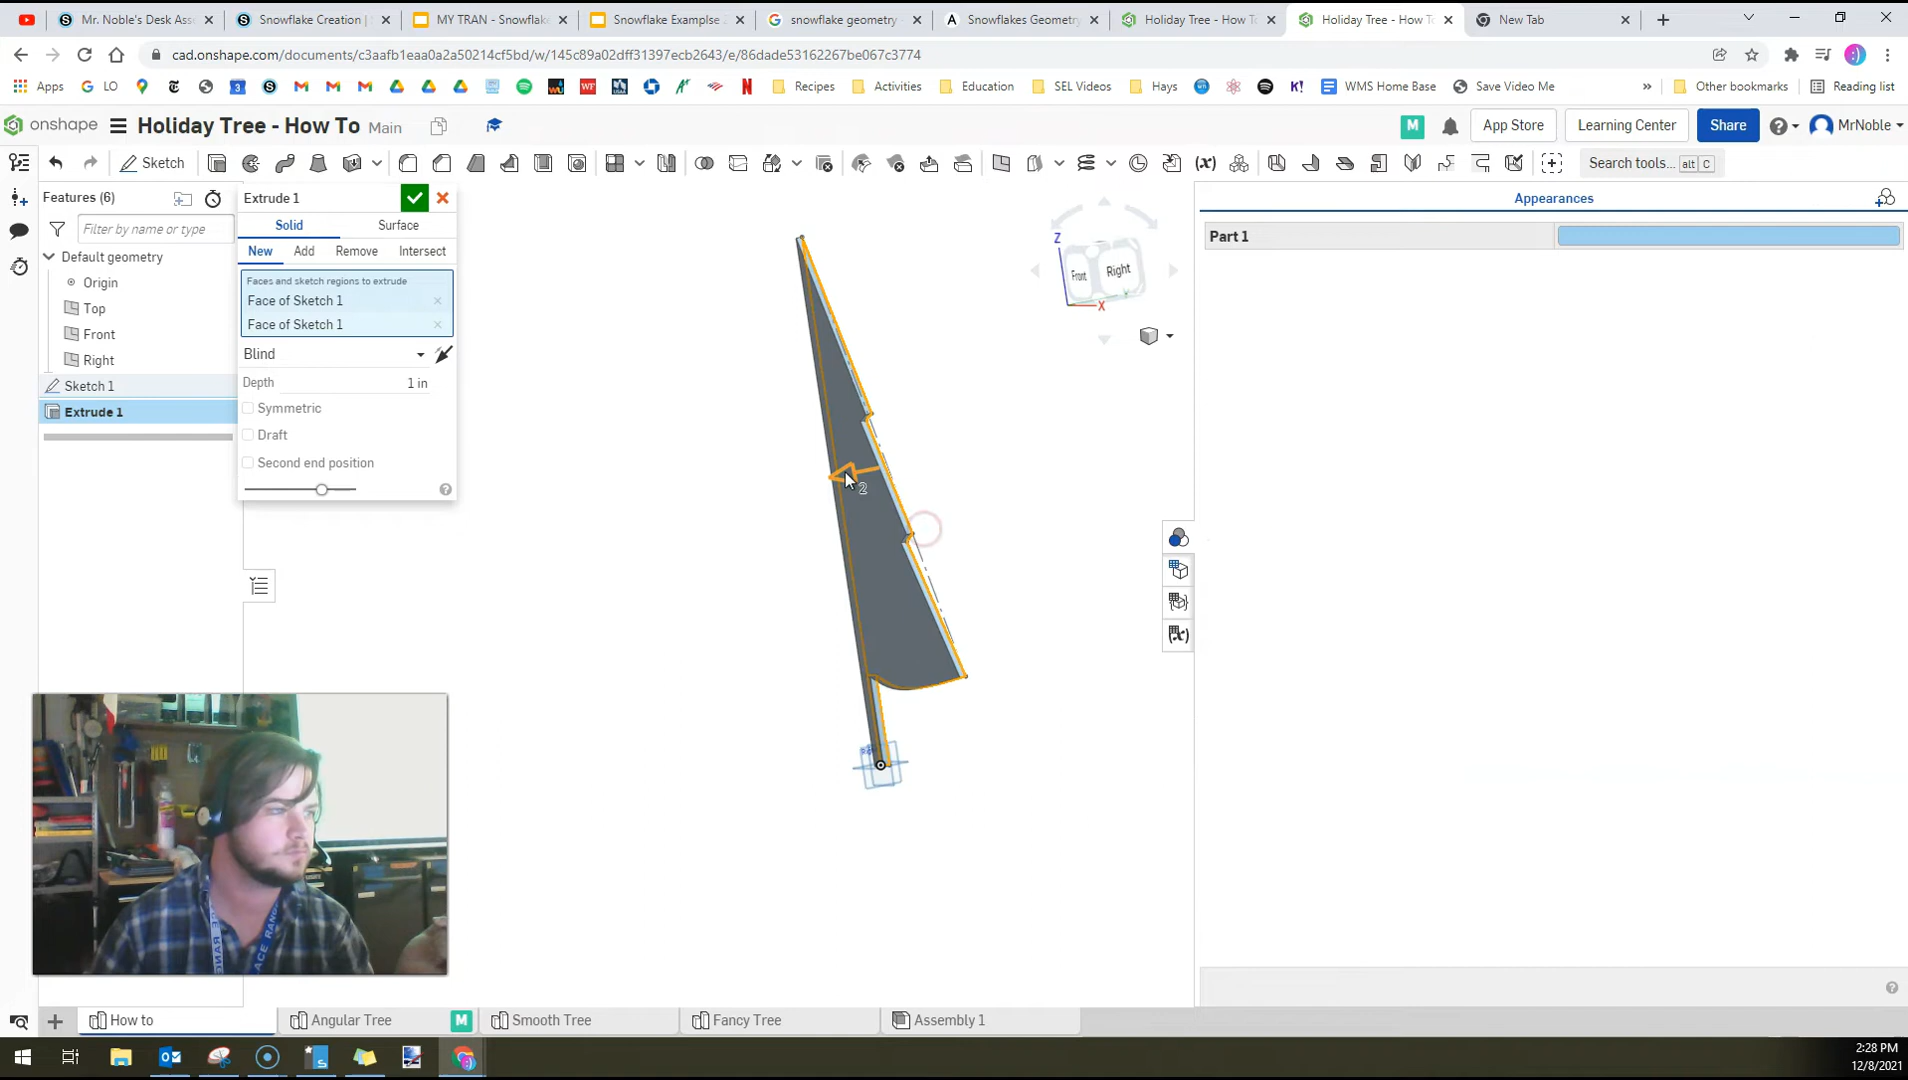 Mr. Noble's Desk Ass
Snowflake Creation |
MY TRAN - Snowflak
Snowflake Examplse
snowflake geometry
Snowflakes Geometry
Holiday Tree - How To
Holiday Tree - How To
New Tab
cad.onshape.com/documents/c3aafb1eaa0a2a50214cf5bd/w/145c89a02dff31397ecb2643/e/86dade53162267be067c3774
Apps
LO
Recipes
Activities
Education
SEL Videos
Hays
WMS Home Base
Save Video Me
»
Other bookmarks
Reading list
onshape
Holiday Tree - How To
Main
M
App Store
Learning Center
Share
MrNoble
Sketch
(x)
Search tools...
alt
C
Features (6)
Filter by name or type
Default geometry
Origin
Top
Front
Right
Sketch 1
Extrude 1
Extrude 1
Solid
Surface
New
Add
Remove
Intersect
Faces and sketch regions to extrude
Face of Sketch 1
Face of Sketch 1
Blind
Depth
1 in
Symmetric
Draft
Second end position
2
Z
Front
Right
X
Appearances
Part 1
How to
Angular Tree
M
Smooth Tree
Fancy Tree
Assembly 1
2:28 PM
12/8/2021